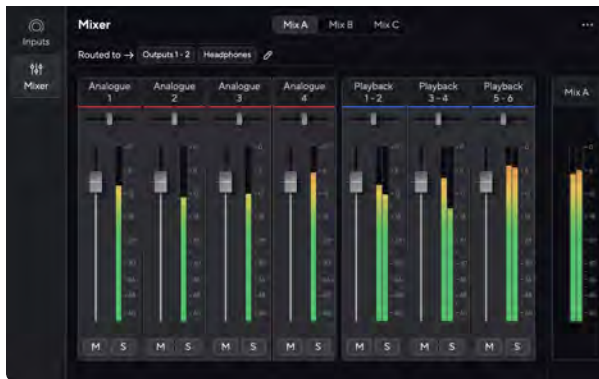 Inputs
Mixer
Mixer
Mix A Mix B Mix C
Routed to → Outputs 1 - 2 Headphones
Analogue 1
Analogue 2
Analogue 3
Analogue 4
Playback 1 - 2
Playback 3 - 4
Playback 5 - 6
Mix A
M S M S M S M S M S M S M S